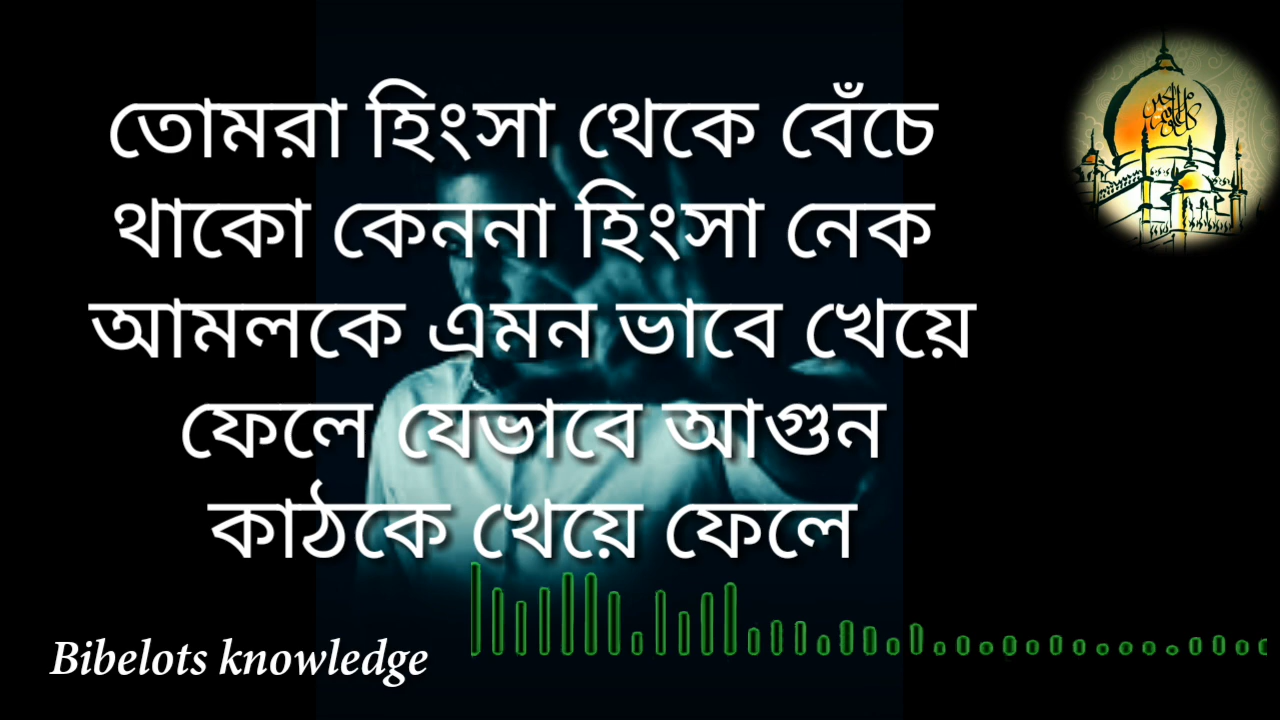 তোমরা হিংসা থেকে বেঁচে
থাকো কেননা হিংসা নেক
আমলকে এমন ভাবে খেয়ে
ফেলে যেভাবে আগুন
কাঠকে খেয়ে ফেলে
Bibelots knowledge